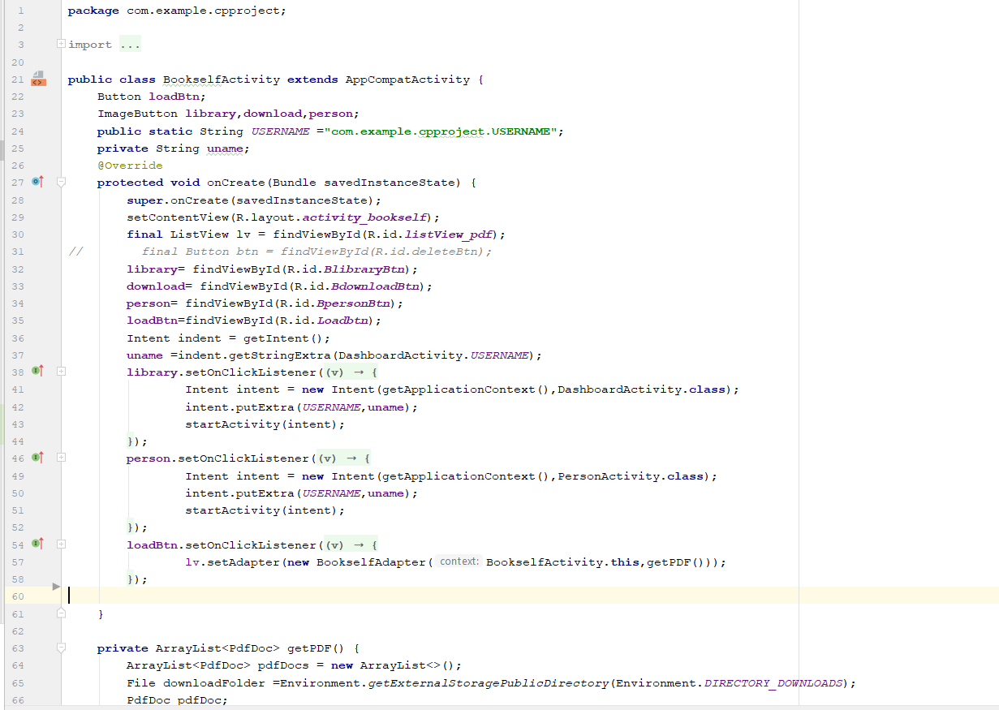 1 package com.example.cpproject;
2
3 import ...
20
21 public class BookselfActivity extends AppCompatActivity {
22 Button loadBtn;
23 ImageButton library,download,person;
24 public static String USERNAME ="com.example.cpproject.USERNAME";
25 private String uname;
26 @Override
27 protected void onCreate(Bundle savedInstanceState) {
28 super.onCreate(savedInstanceState);
29 setContentView(R.layout.activity_bookself);
30 final ListView lv = findViewById(R.id.listView_pdf);
31 // final Button btn = findViewById(R.id.deleteBtn);
32 library= findViewById(R.id.BlibraryBtn);
33 download= findViewById(R.id.BdownloadBtn);
34 person= findViewById(R.id.BpersonBtn);
35 loadBtn=findViewById(R.id.Loadbtn);
36 Intent indent = getIntent();
37 uname =indent.getStringExtra(DashboardActivity.USERNAME);
38 library.setOnClickListener((v) → {
41 Intent intent = new Intent(getApplicationContext(),DashboardActivity.class);
42 intent.putExtra(USERNAME,uname);
43 startActivity(intent);
44 });
46 person.setOnClickListener((v) → {
49 Intent intent = new Intent(getApplicationContext(),PersonActivity.class);
50 intent.putExtra(USERNAME,uname);
51 startActivity(intent);
52 });
54 loadBtn.setOnClickListener((v) → {
57 lv.setAdapter(new BookselfAdapter( context: BookselfActivity.this,getPDF()));
58 });
60
61 }
62
63 private ArrayList<PdfDoc> getPDF() {
64 ArrayList<PdfDoc> pdfDocs = new ArrayList<>();
65 File downloadFolder =Environment.getExternalStoragePublicDirectory(Environment.DIRECTORY_DOWNLOADS);
66 PdfDoc pdfDoc;